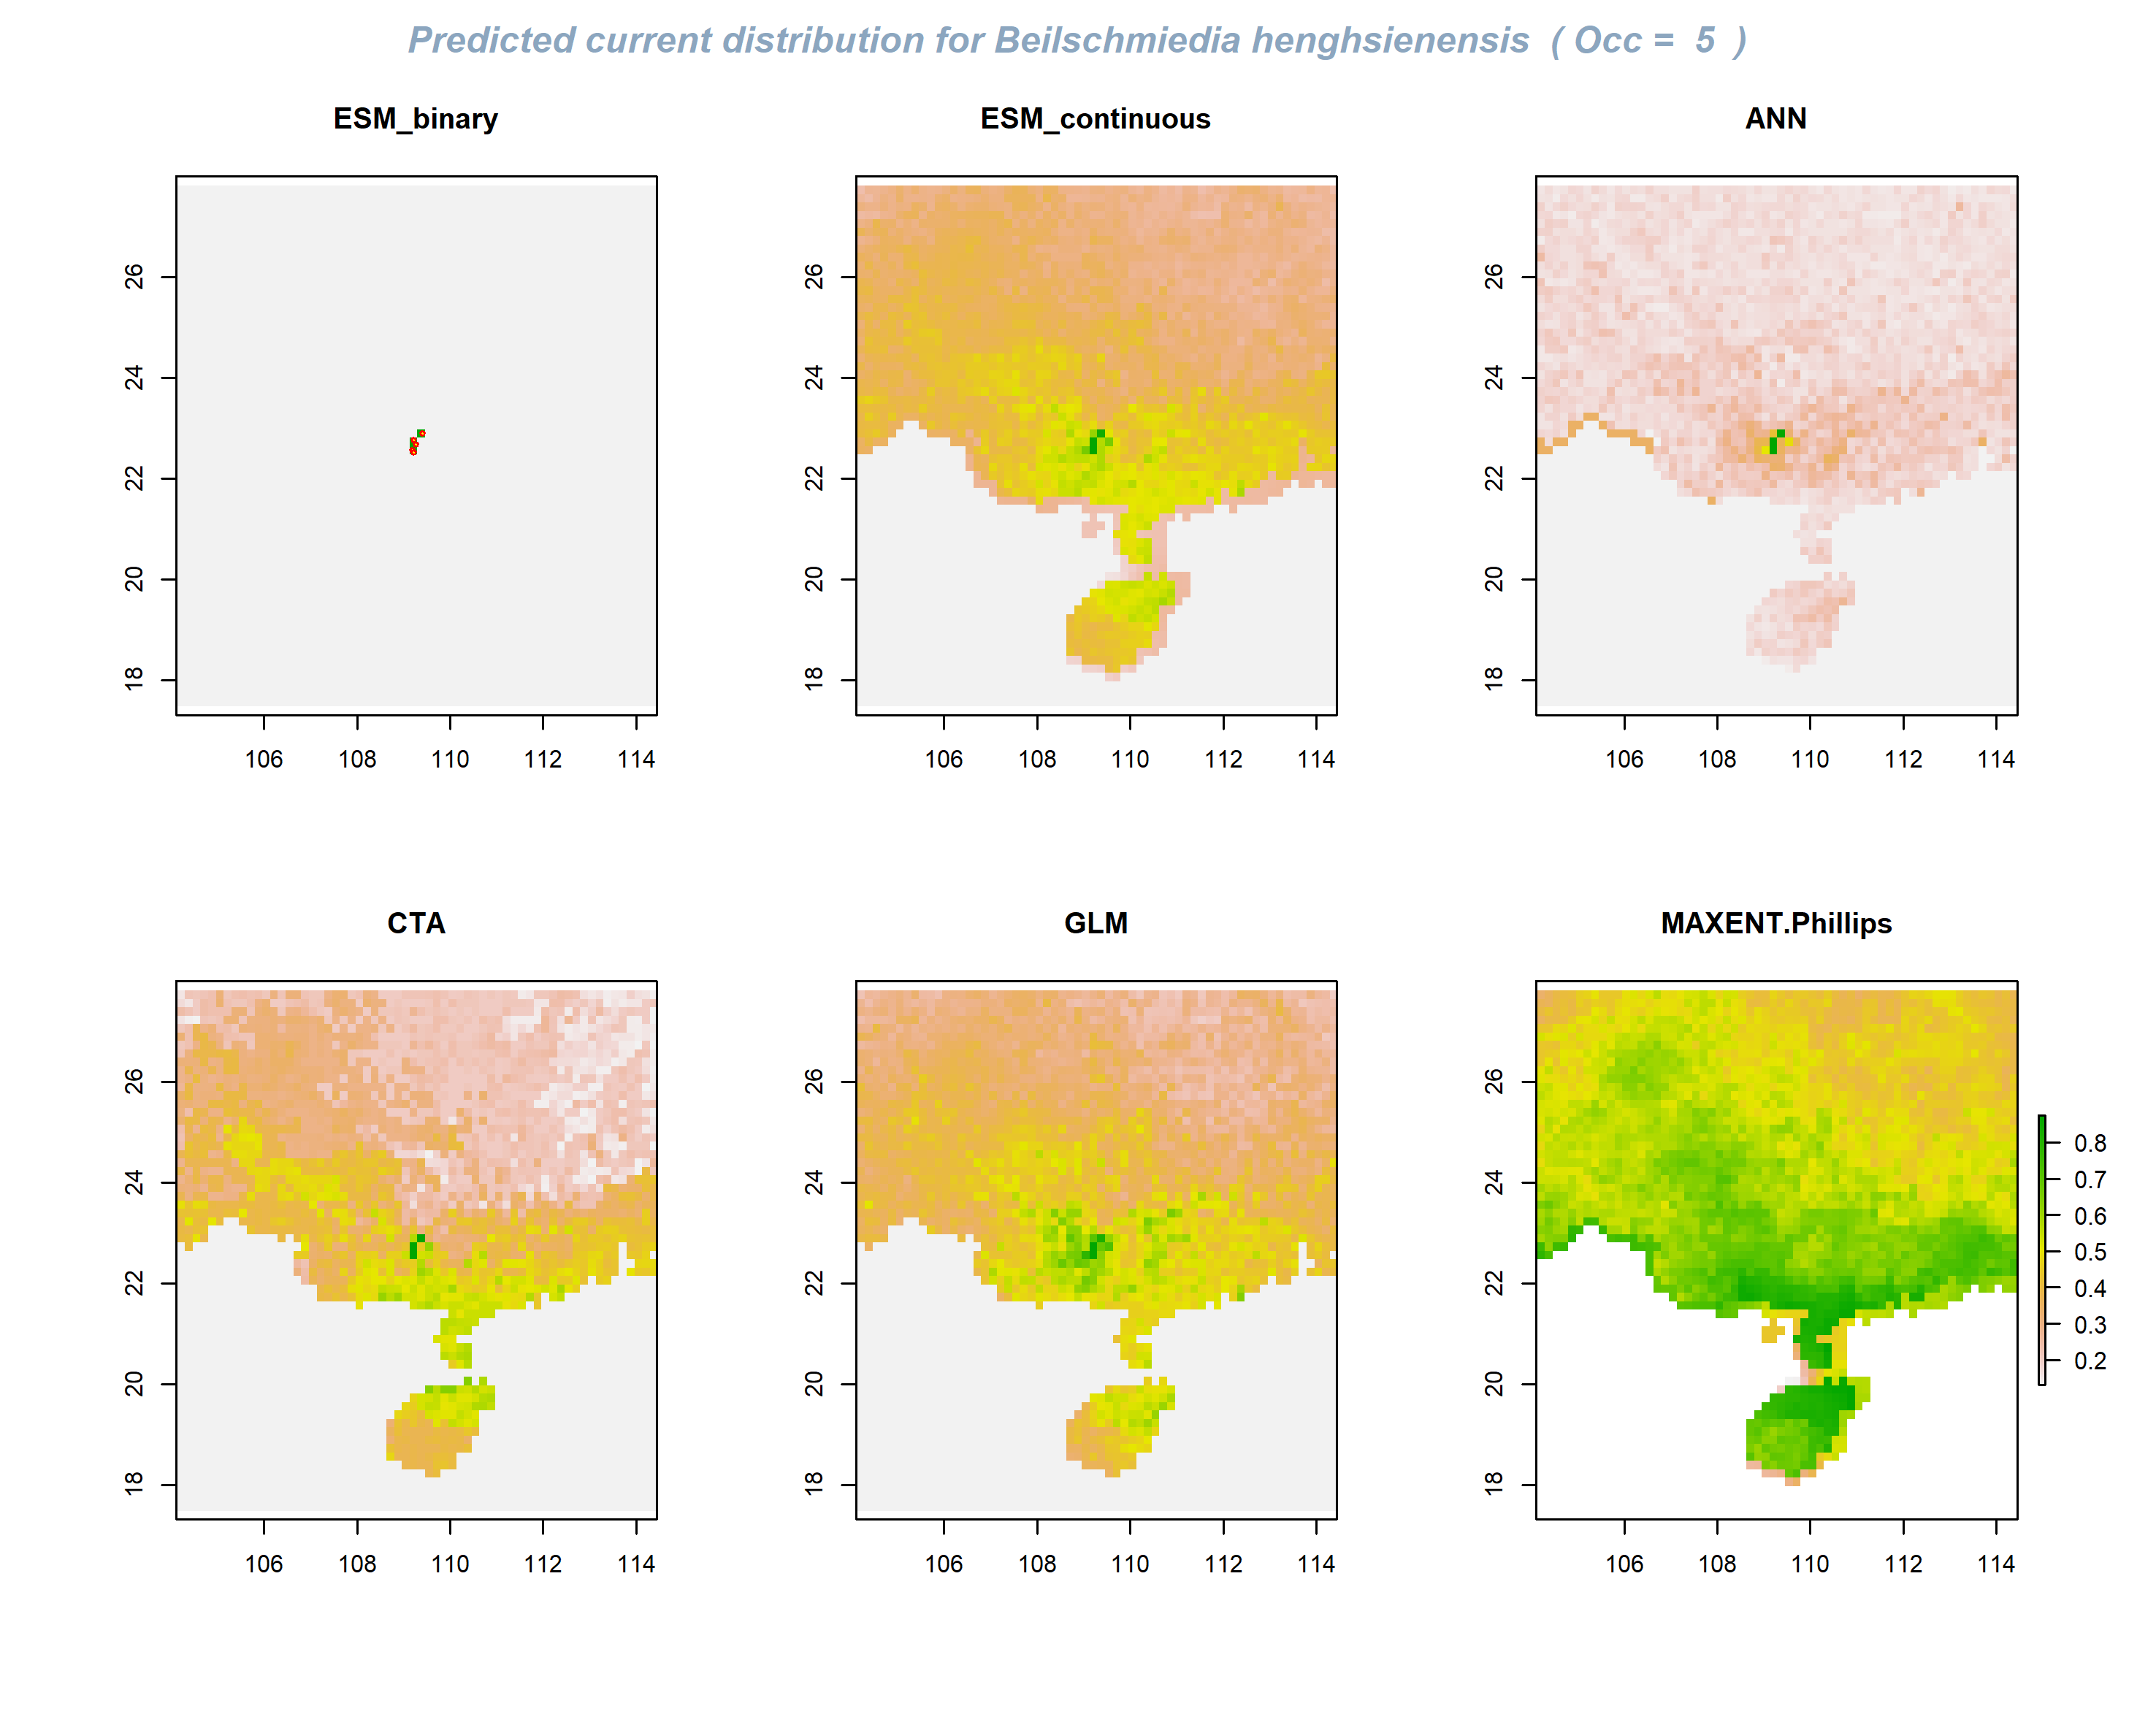 Predicted current distribution for Beilschmiedia henghsienensis ( Occ = 5 )
ESM_binary
ESM_continuous
ANN
26
24
22
20
18
106 108 110 112 114
26
24
22
20
18
106 108 110 112 114
26
24
22
20
18
106 108 110 112 114
CTA
GLM
MAXENT.Phillips
26
24
22
20
18
106 108 110 112 114
26
24
22
20
18
106 108 110 112 114
26
24
22
20
18
106 108 110 112 114
0.8
0.7
0.6
0.5
0.4
0.3
0.2